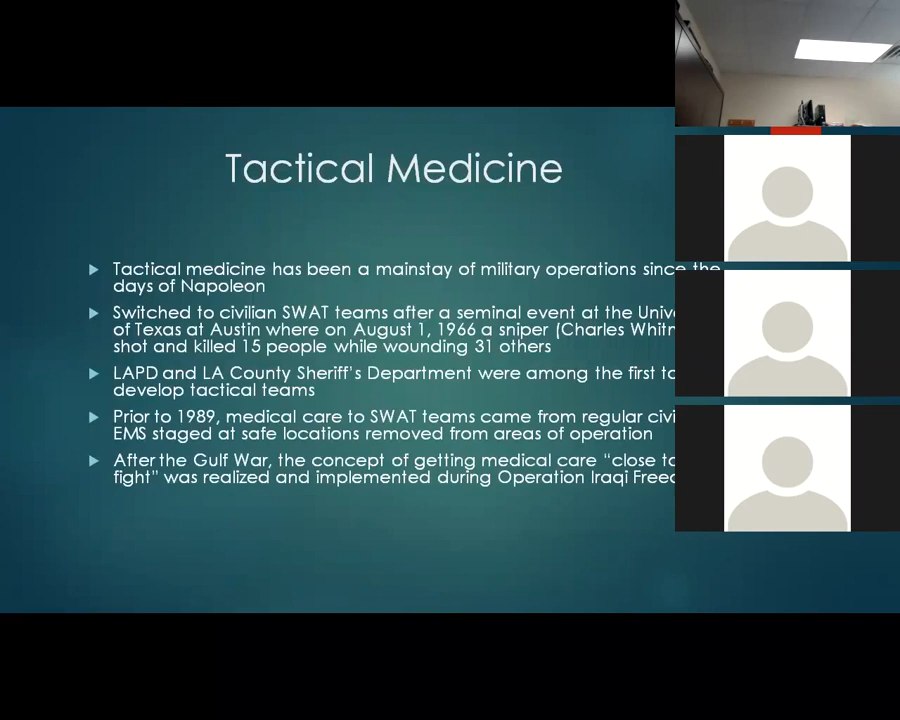 Tactical Medicine
Tactical medicine has been a mainstay of military operations since the
days of Napoleon
Switched to civilian SWAT teams after a seminal event at the
of Texas at Austin where on August 1, 1966 a sniper (Charles
shot and killed 15 people while wounding 31 others
LAPD and LA County Sheriff's Department were among the first to
develop tactical teams
Prior to 1989, medical care to SWAT teams came from regular
EMS staged at safe locations removed from areas of operation
After the Gulf War, the concept of getting medical care "close to
fight" was realized and implemented during Operation Iraqi